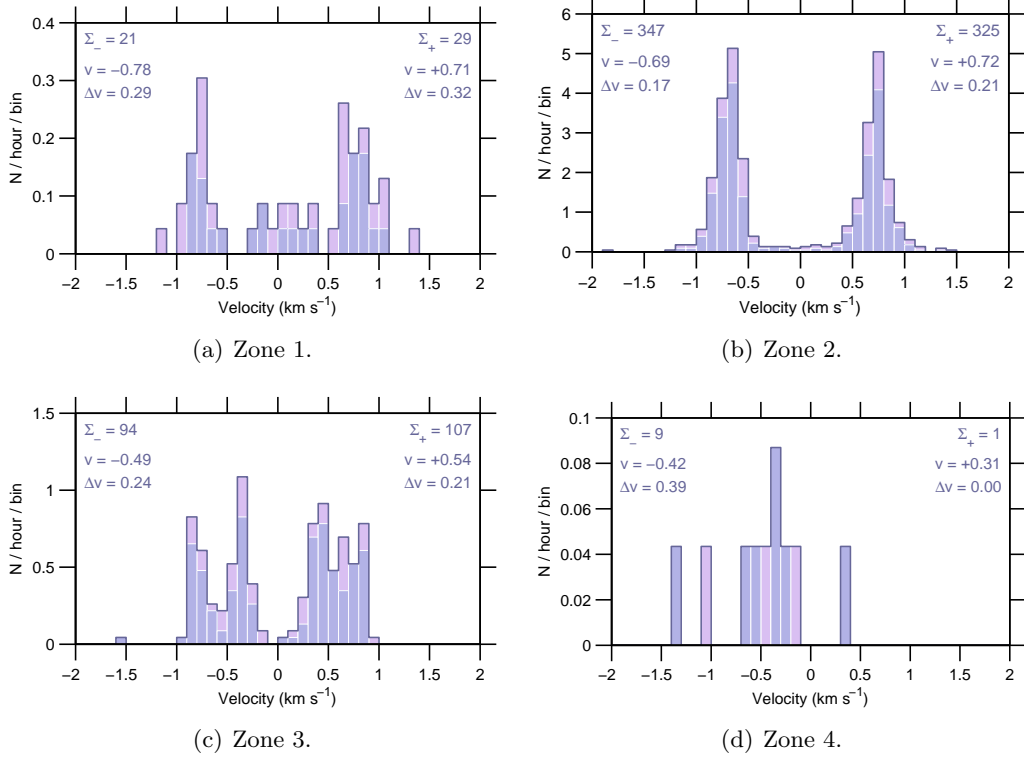 0.4
0.3
0.2
0.1
0
N / hour / bin
Σ₋ = 21
v = −0.78
Δv 0.29
Σ₊ = 29
v = +0.71
Δv 0.32
−2 −1.5 −1 −0.5 0 0.5 1 1.5 2
Velocity (km s⁻¹)
(a) Zone 1.
6
5
4
3
2
1
0
N / hour / bin
Σ₋ = 347
v = −0.69
Δv 0.17
Σ₊ = 325
v = +0.72
Δv 0.21
−2 −1.5 −1 −0.5 0 0.5 1 1.5 2
Velocity (km s⁻¹)
(b) Zone 2.
1.5
1
0.5
0
N / hour / bin
Σ₋ = 94
v = −0.49
Δv 0.24
Σ₊ = 107
v = +0.54
Δv 0.21
−2 −1.5 −1 −0.5 0 0.5 1 1.5 2
Velocity (km s⁻¹)
(c) Zone 3.
0.1
0.08
0.06
0.04
0.02
0
N / hour / bin
Σ₋ = 9
v = −0.42
Δv 0.39
Σ₊ = 1
v = +0.31
Δv 0.00
−2 −1.5 −1 −0.5 0 0.5 1 1.5 2
Velocity (km s⁻¹)
(d) Zone 4.